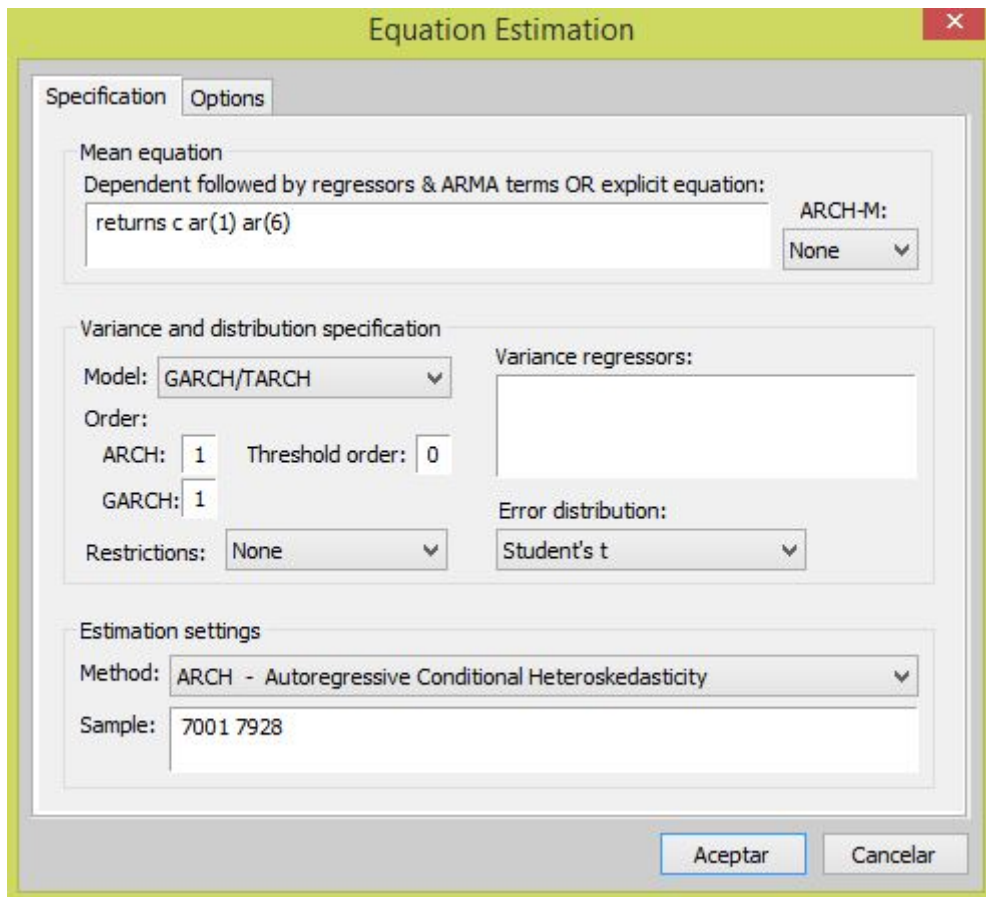 Equation Estimation
Specification Options
Mean equation
Dependent followed by regressors & ARMA terms OR explicit equation:
returns c ar(1) ar(6)
ARCH-M:
None
Variance and distribution specification
Model: GARCH/TARCH
Variance regressors:
Order:
ARCH: 1 Threshold order: 0
GARCH: 1
Error distribution:
Restrictions: None
Student's t
Estimation settings
Method: ARCH - Autoregressive Conditional Heteroskedasticity
Sample: 7001 7928
Aceptar Cancelar